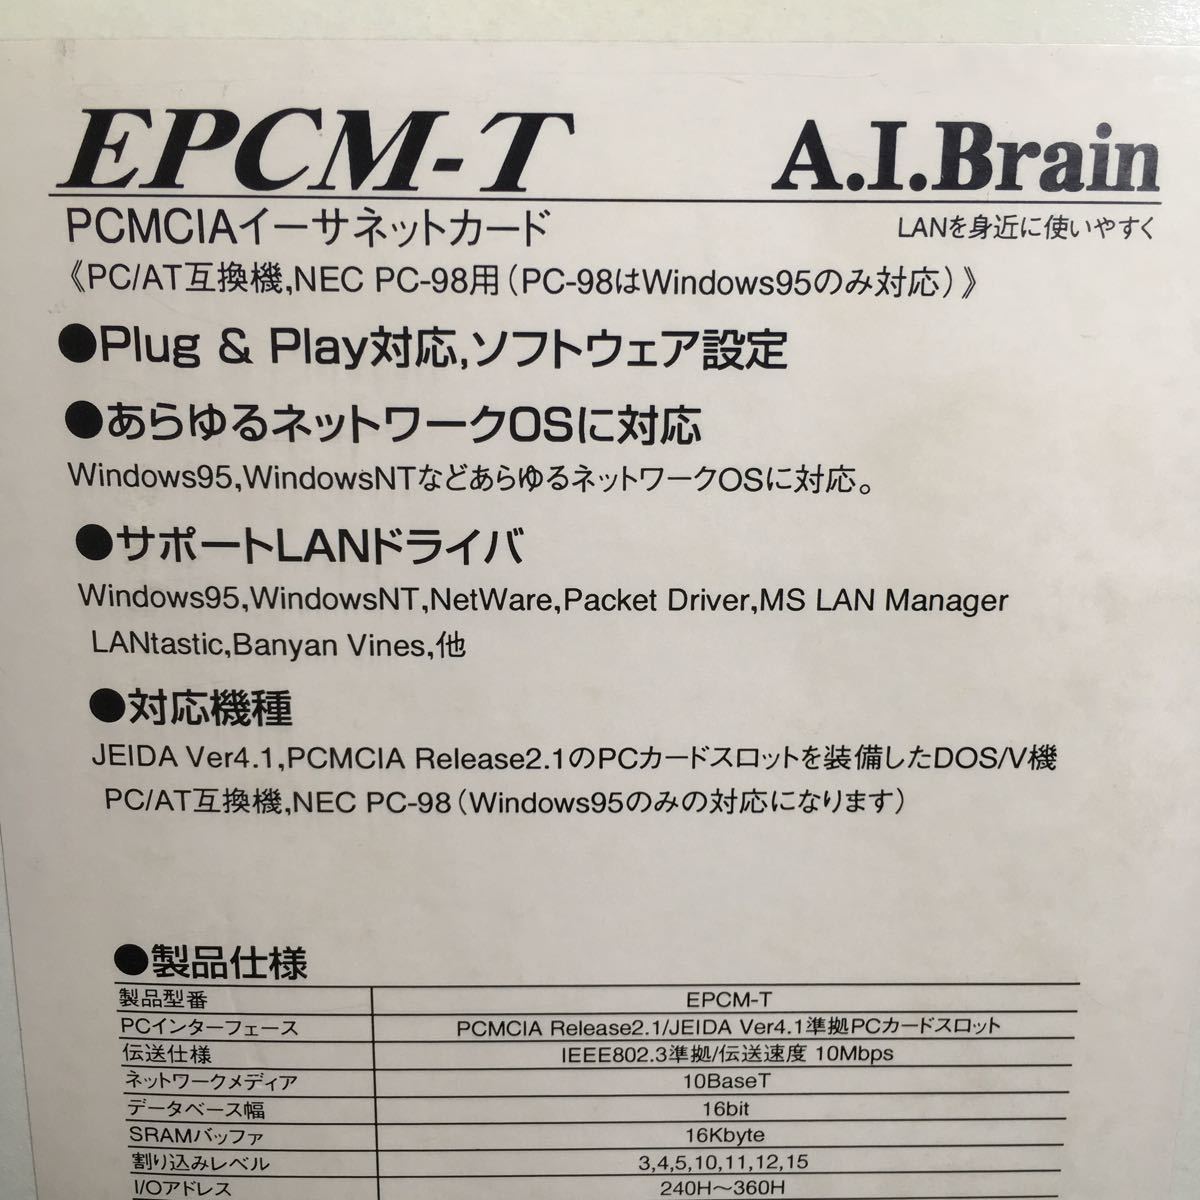 EPCM-T
A.I.Brain
PCMCIAイーサネットカード
LANを身近に使いやすく
《PC/AT互換機,NEC PC-98用(PC-98はWindows95のみ対応)》
●Plug & Play対応,ソフトウェア設定
●あらゆるネットワークOSに対応
Windows95,WindowsNTなどあらゆるネットワークOSに対応。
●サポートLANドライバ
Windows95,WindowsNT,NetWare,Packet Driver,MS LAN Manager
LANtastic,Banyan Vines,他
●対応機種
JEIDA Ver4.1,PCMCIA Release2.1のPCカードスロットを装備したDOS/V機
PC/AT互換機,NEC PC-98(Windows95のみの対応になります)
●製品仕様
製品型番 EPCM-T
PCインターフェース PCMCIA Release2.1/JEIDA Ver4.1準拠PCカードスロット
伝送仕様 IEEE802.3準拠/伝送速度 10Mbps
ネットワークメディア 10BaseT
データベース幅 16bit
SRAMバッファ 16Kbyte
割り込みレベル 3,4,5,10,11,12,15
I/Oアドレス 240H〜360H